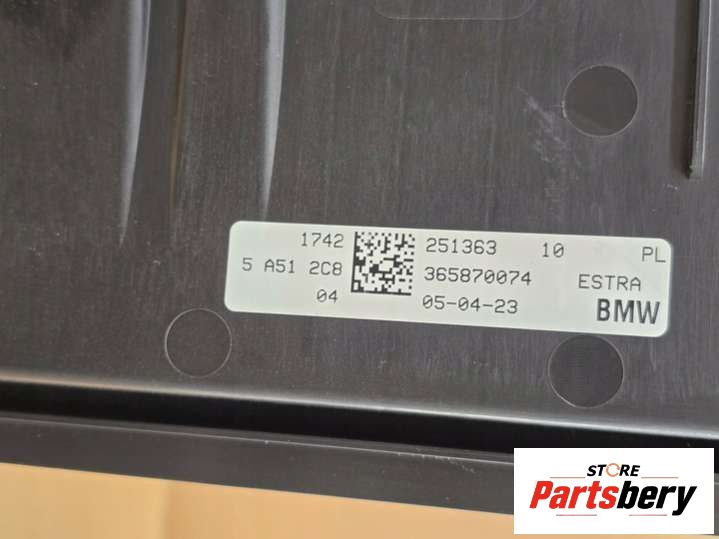 1742 251363 10 PL
5 A51 2C8 365870074 ESTRA
04 05-04-23 BMW
STORE
Partsbery